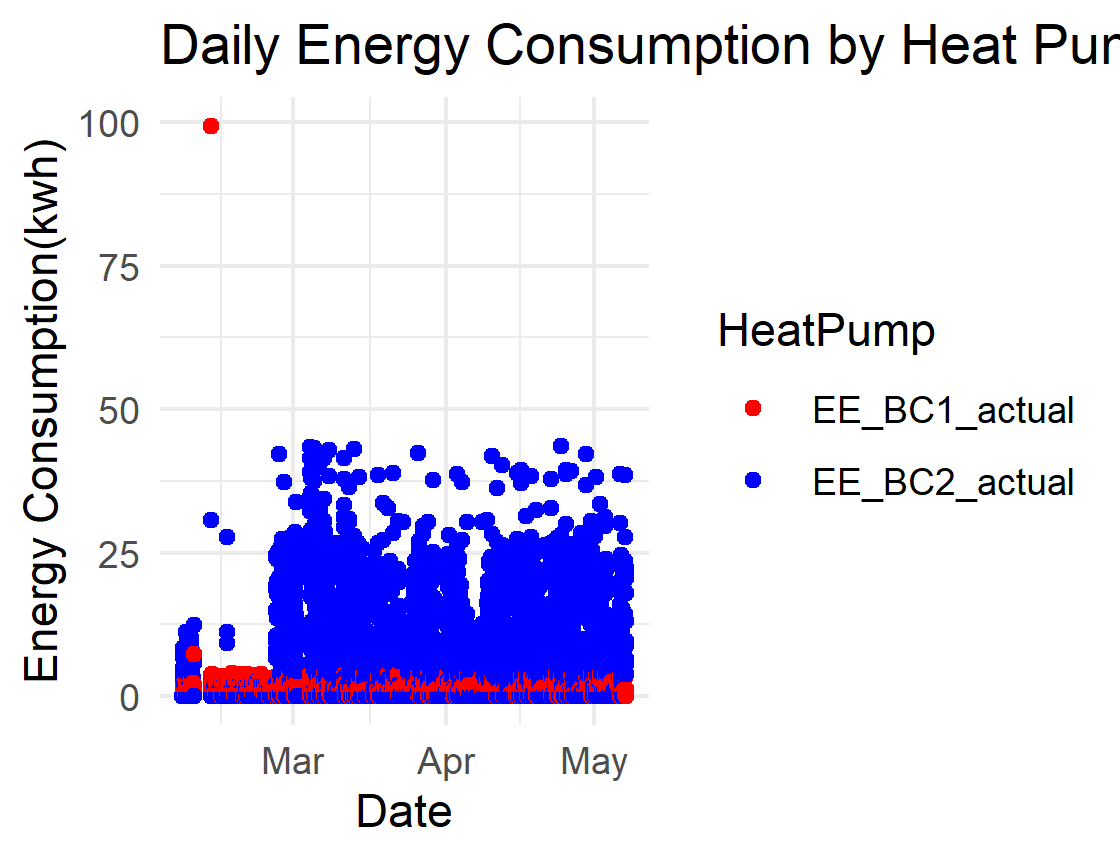 Daily Energy Consumption by Heat Pu
Energy Consumption(kwh)
100
75
50
25
0
Mar
Apr
May
Date
HeatPump
EE_BC1_actual
EE_BC2_actual